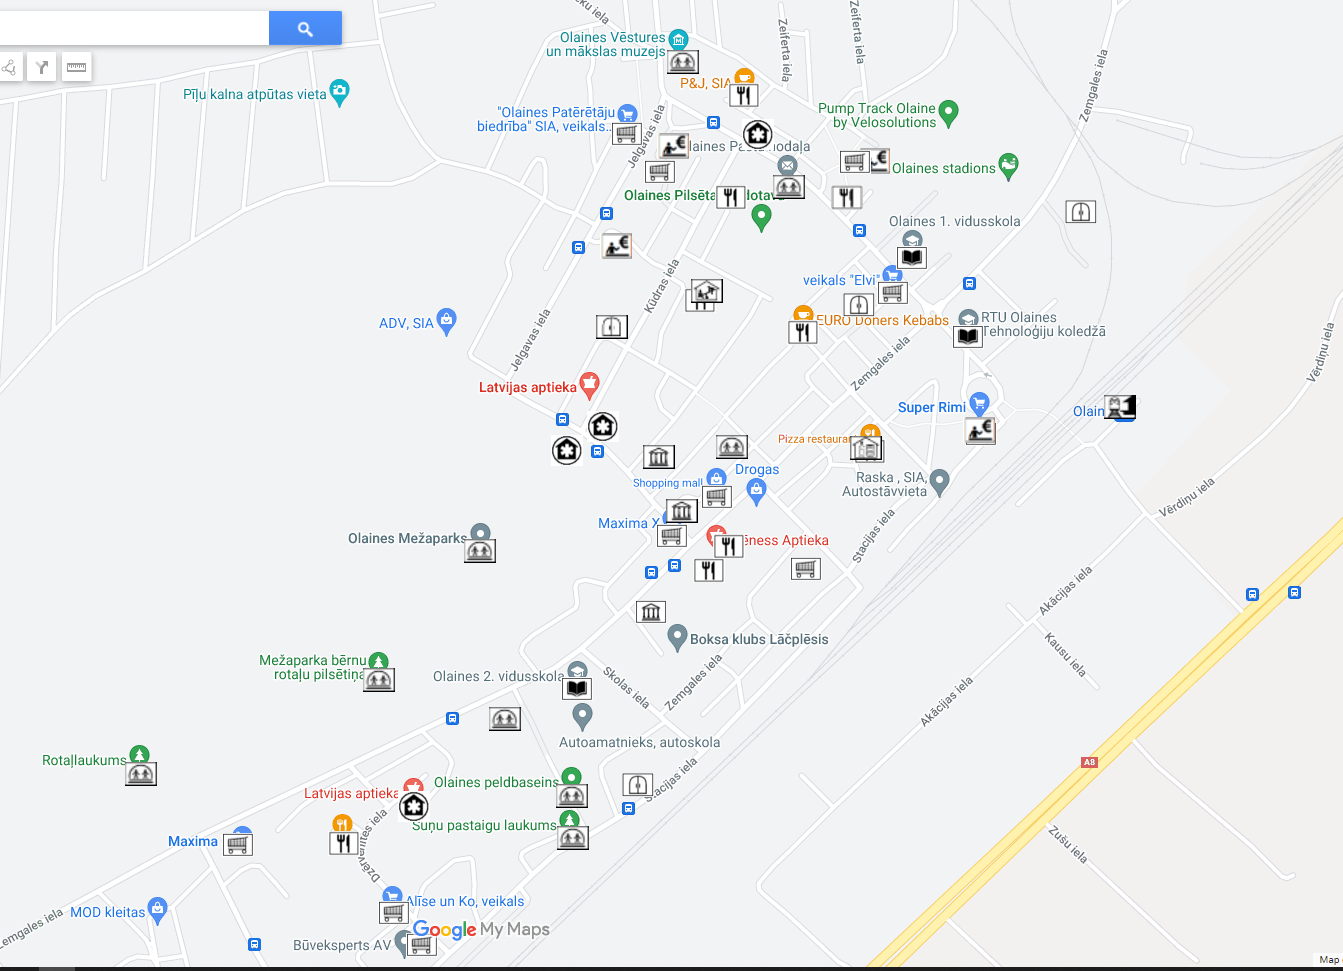 Olaines Vēstures
un mākslas muzejs
Zeiferta iela
Zeiferta iela
Zemgales iela
P&J, SIA
Pīļu kalna atpūtas vieta
"Olaines Patērētāju
biedrība" SIA, veikals...
Pump Track Olaine
by Velosolutions
Jelgavas iela
Olaines stadions
Olaines Pilsēta
Olaines 1. vidusskola
veikals "Elvi"
Kūdras iela
ADV, SIA
EURO Doners Kebabs
RTU Olaines
Tehnoloģiju koledža
Jelgavas iela
Zemgales iela
Vērdiņu iela
Latvijas aptieka
Super Rimi
Olain
Pizza restaura
Drogas
Shopping mall
Raska , SIA,
Autostāvvieta
Vērdiņu iela
Maxima X
Olaines Mežaparks
ēness Aptieka
Stacijas iela
Akācijas iela
Boksa klubs Lāčplēsis
Kausu iela
Mežaparka bērnu
rotaļu pilsētiņa
Olaines 2. vidusskola
Skolas iela
Zemgales iela
Akācijas iela
Autoamatnieks, autoskola
Rotaļlaukums
A8
Olaines peldbaseins
Stacijas iela
Latvijas aptieka
Suņu pastaigu laukums
Maxima
Zušu iela
Alīse un Ko, veikals
MOD kleitas
Google My Maps
Zemgales iela
Būveksperts AV
Map